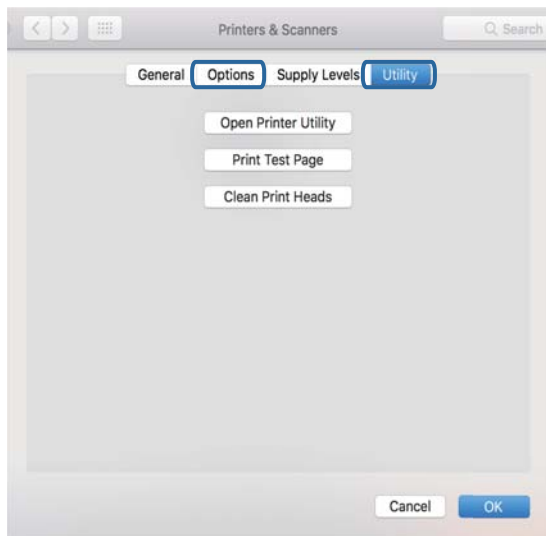 Printers & Scanners
Search
General Options Supply Levels Utility
Open Printer Utility
Print Test Page
Clean Print Heads
Cancel OK